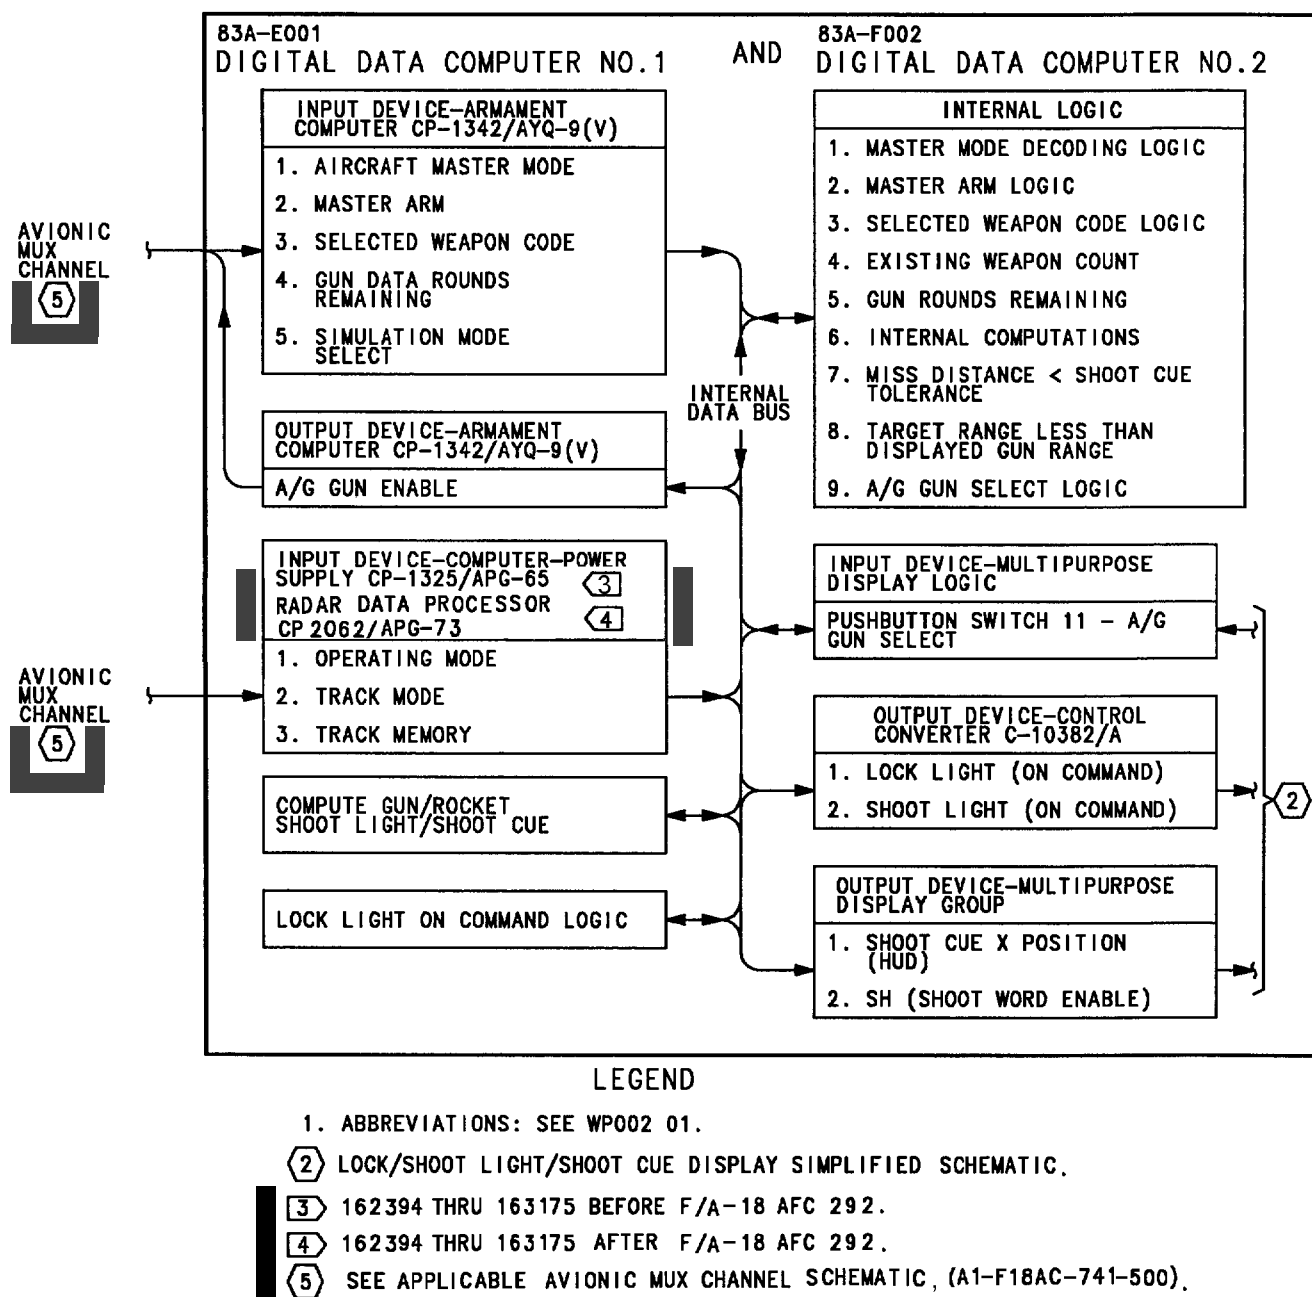 83A-E001
DIGITAL DATA COMPUTER NO.1
AND
83A-F002
DIGITAL DATA COMPUTER NO.2
INPUT DEVICE-ARMAMENT
COMPUTER CP-1342/AYQ-9(V)
1. AIRCRAFT MASTER MODE
2. MASTER ARM
3. SELECTED WEAPON CODE
4. GUN DATA ROUNDS
REMAINING
5. SIMULATION MODE
SELECT
AVIONIC
MUX
CHANNEL
5
OUTPUT DEVICE-ARMAMENT
COMPUTER CP-1342/AYQ-9(V)
A/G GUN ENABLE
INTERNAL
DATA BUS
INTERNAL LOGIC
1. MASTER MODE DECODING LOGIC
2. MASTER ARM LOGIC
3. SELECTED WEAPON CODE LOGIC
4. EXISTING WEAPON COUNT
5. GUN ROUNDS REMAINING
6. INTERNAL COMPUTATIONS
7. MISS DISTANCE < SHOOT CUE
TOLERANCE
8. TARGET RANGE LESS THAN
DISPLAYED GUN RANGE
9. A/G GUN SELECT LOGIC
INPUT DEVICE-COMPUTER-POWER
SUPPLY CP-1325/APG-65 3
RADAR DATA PROCESSOR
CP 2062/APG-73 4
1. OPERATING MODE
2. TRACK MODE
3. TRACK MEMORY
AVIONIC
MUX
CHANNEL
5
INPUT DEVICE-MULTIPURPOSE
DISPLAY LOGIC
PUSHBUTTON SWITCH 11 - A/G
GUN SELECT
OUTPUT DEVICE-CONTROL
CONVERTER C-10382/A
1. LOCK LIGHT (ON COMMAND)
2. SHOOT LIGHT (ON COMMAND)
2
COMPUTE GUN/ROCKET
SHOOT LIGHT/SHOOT CUE
LOCK LIGHT ON COMMAND LOGIC
OUTPUT DEVICE-MULTIPURPOSE
DISPLAY GROUP
1. SHOOT CUE X POSITION
(HUD)
2. SH (SHOOT WORD ENABLE)
LEGEND
1. ABBREVIATIONS: SEE WP002 01.
2 LOCK/SHOOT LIGHT/SHOOT CUE DISPLAY SIMPLIFIED SCHEMATIC.
3 162394 THRU 163175 BEFORE F/A-18 AFC 292.
4 162394 THRU 163175 AFTER F/A-18 AFC 292.
5 SEE APPLICABLE AVIONIC MUX CHANNEL SCHEMATIC, (A1-F18AC-741-500).